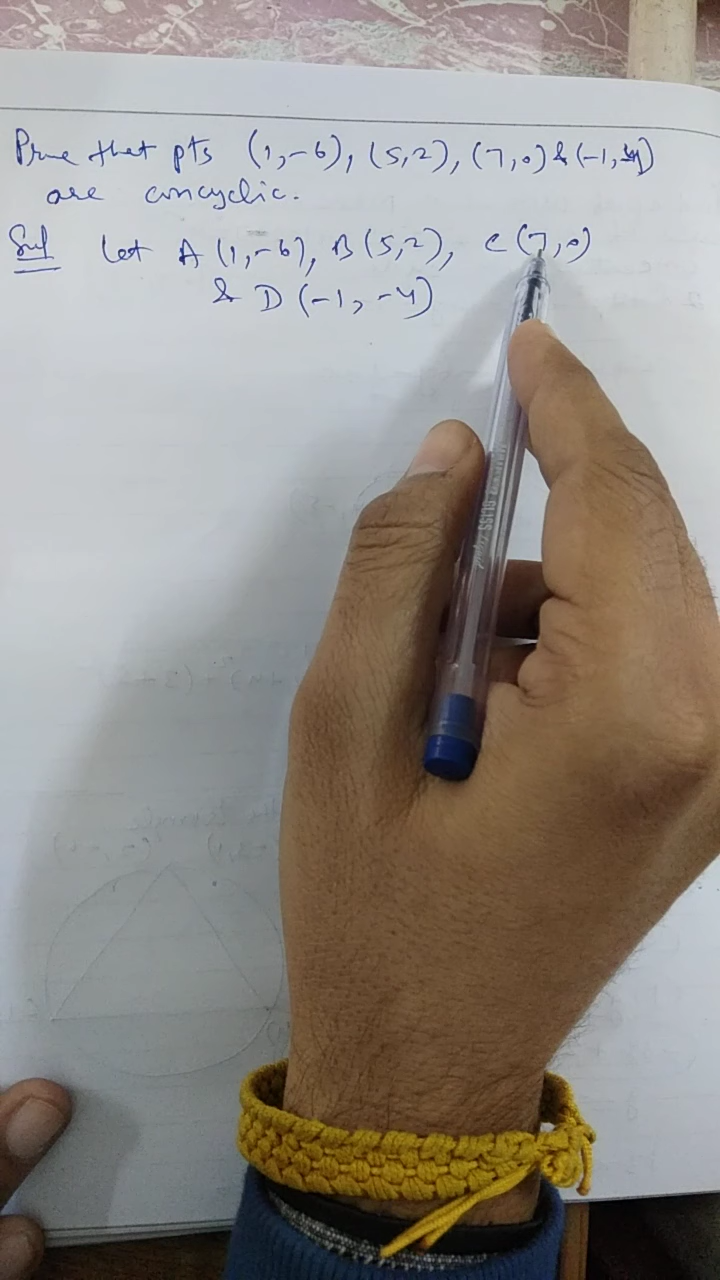 Prove that pts (1,-6), (5,2), (7,0) & (-1,-4)
are concyclic.
Sol Let A (1,-6), B (5,2), C (7,0)
& D (-1, -4)